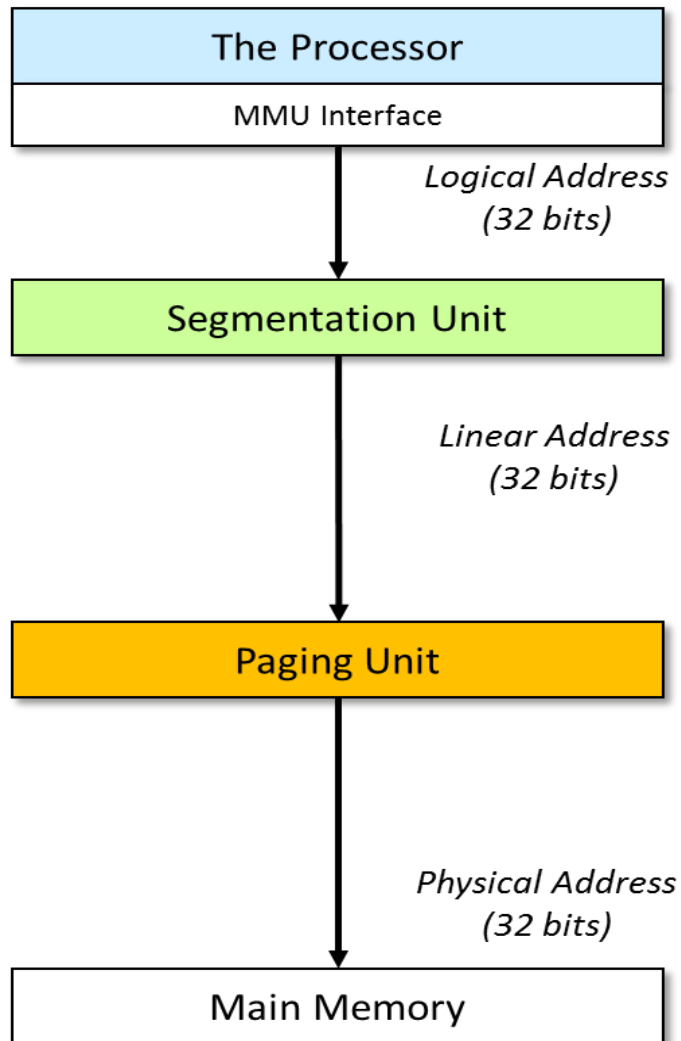 The Processor
MMU Interface
Logical Address
(32 bits)
Segmentation Unit
Linear Address
(32 bits)
Paging Unit
Physical Address
(32 bits)
Main Memory